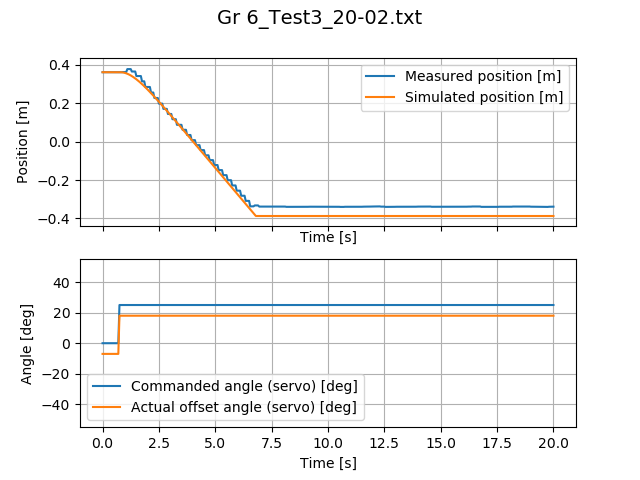 Gr 6_Test3_20-02.txt
Position [m]
0.4
0.2
0.0
−0.2
−0.4
Measured position [m]
Simulated position [m]
Time [s]
Angle [deg]
40
20
0
−20
−40
Commanded angle (servo) [deg]
Actual offset angle (servo) [deg]
0.0 2.5 5.0 7.5 10.0 12.5 15.0 17.5 20.0
Time [s]